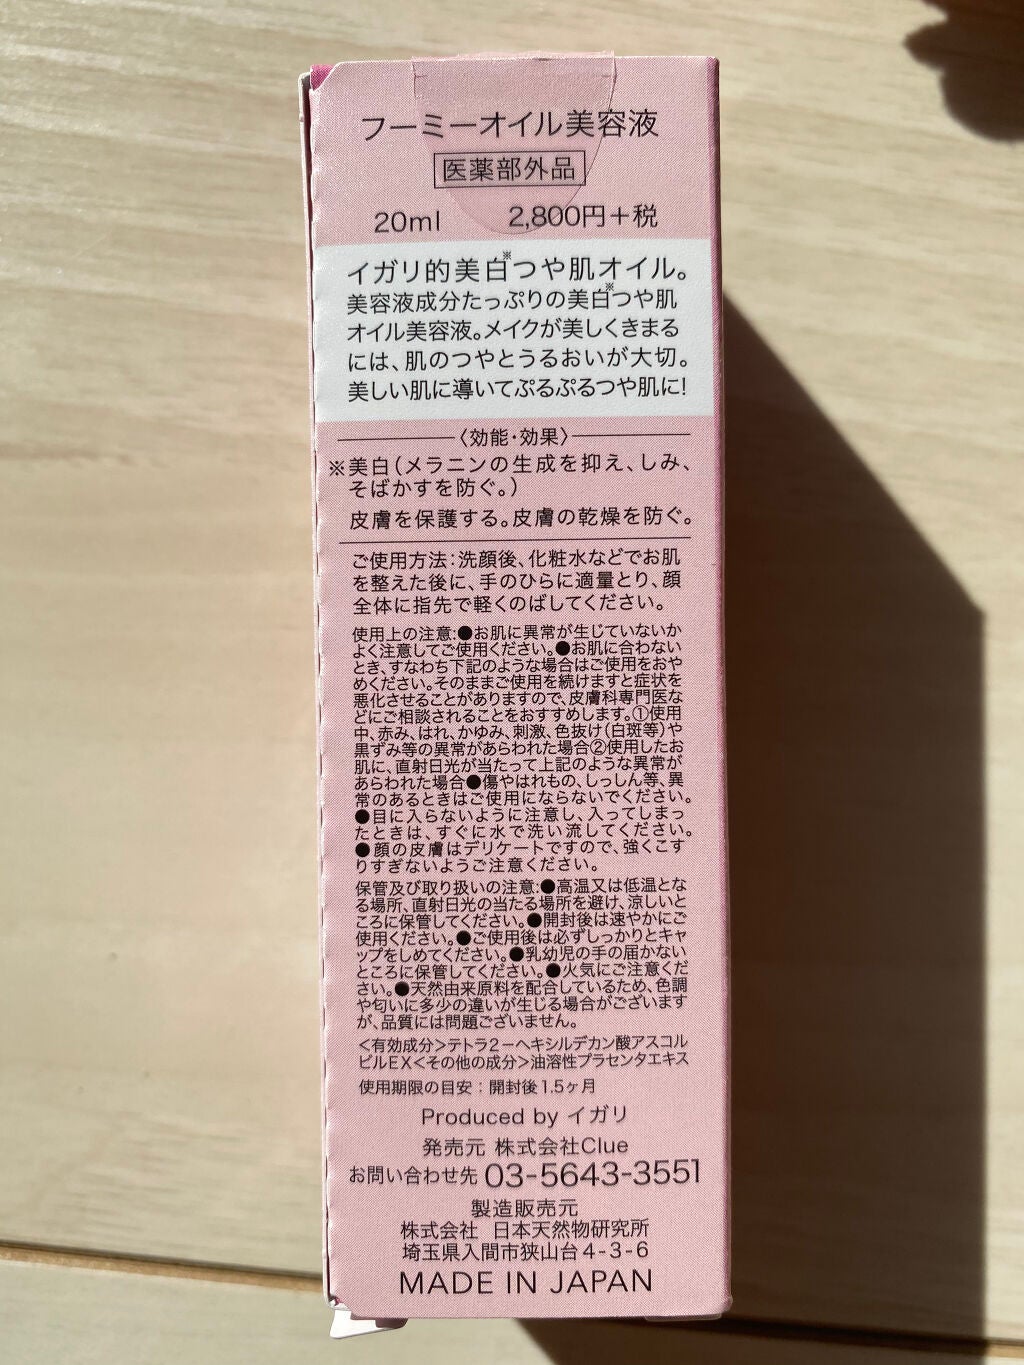 フーミーオイル美容液
医薬部外品
20ml 2,800円+税
イガリ的美白※つや肌オイル。
美容液成分たっぷりの美白※つや肌
オイル美容液。メイクが美しくきまる
には、肌のつやとうるおいが大切。
美しい肌に導いてぷるぷるつや肌に!
〈効能・効果〉
※美白(メラニンの生成を抑え、しみ、
そばかすを防ぐ。)
皮膚を保護する。皮膚の乾燥を防ぐ。
ご使用方法:洗顔後、化粧水などでお肌
を整えた後に、手のひらに適量とり、顔
全体に指先で軽くのばしてください。
使用上の注意:●お肌に異常が生じていないか
よく注意してご使用ください。●お肌に合わない
とき、すなわち下記のような場合はご使用をおや
めください。そのままご使用を続けますと症状を
悪化させることがありますので、皮膚科専門医な
どにご相談されることをおすすめします。①使用
中、赤み、はれ、かゆみ、刺激、色抜け(白斑等)や
黒ずみ等の異常があらわれた場合②使用したお
肌に、直射日光が当たって上記のような異常が
あらわれた場合●傷やはれもの、しっしん等、異
常のあるときはご使用にならないでください。
●目に入らないように注意し、入ってしまっ
たときは、すぐに水で洗い流してください。
●顔の皮膚はデリケートですので、強くこす
りすぎないようご注意ください。
保管及び取り扱いの注意:●高温又は低温とな
る場所、直射日光の当たる場所を避け、涼しいと
ころに保管してください。●開封後は速やかにご
使用ください。●ご使用後は必ずしっかりとキャ
ップをしめてください。●乳幼児の手の届かない
ところに保管してください。●火気にご注意くだ
さい。●天然由来原料を配合しているため、色調
や匂いに多少の違いが生じる場合がございます
が、品質には問題ございません。
<有効成分>テトラ2-ヘキシルデカン酸アスコル
ビルEX<その他の成分>油溶性プラセンタエキス
使用期限の目安:開封後1.5ヶ月
Produced by イガリ
発売元 株式会社Clue
お問い合わせ先 03-5643-3551
製造販売元
株式会社 日本天然物研究所
埼玉県入間市狭山台4-3-6
MADE IN JAPAN